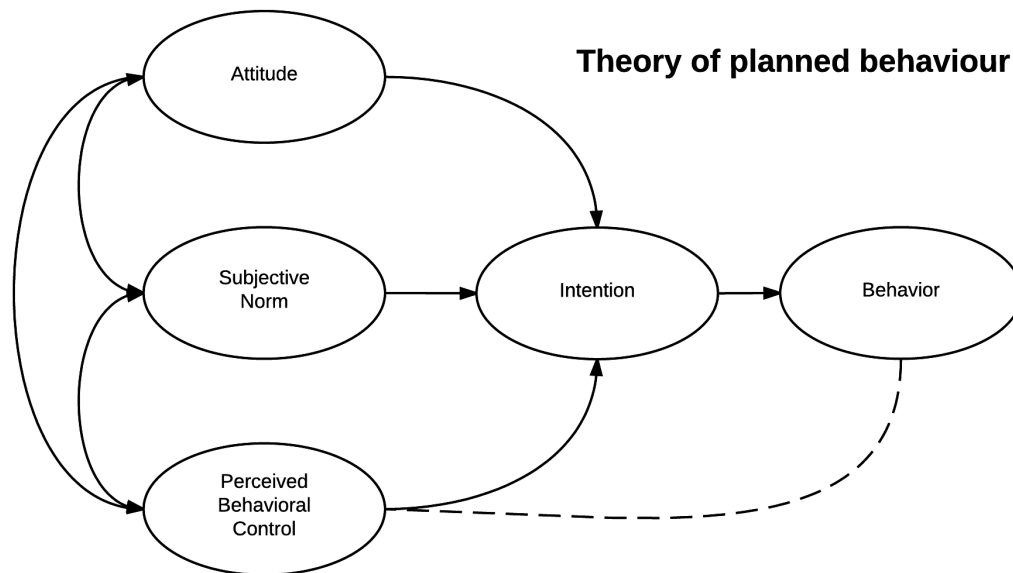 Theory of planned behaviour
Attitude
Subjective
Norm
Intention
Behavior
Perceived
Behavioral
Control